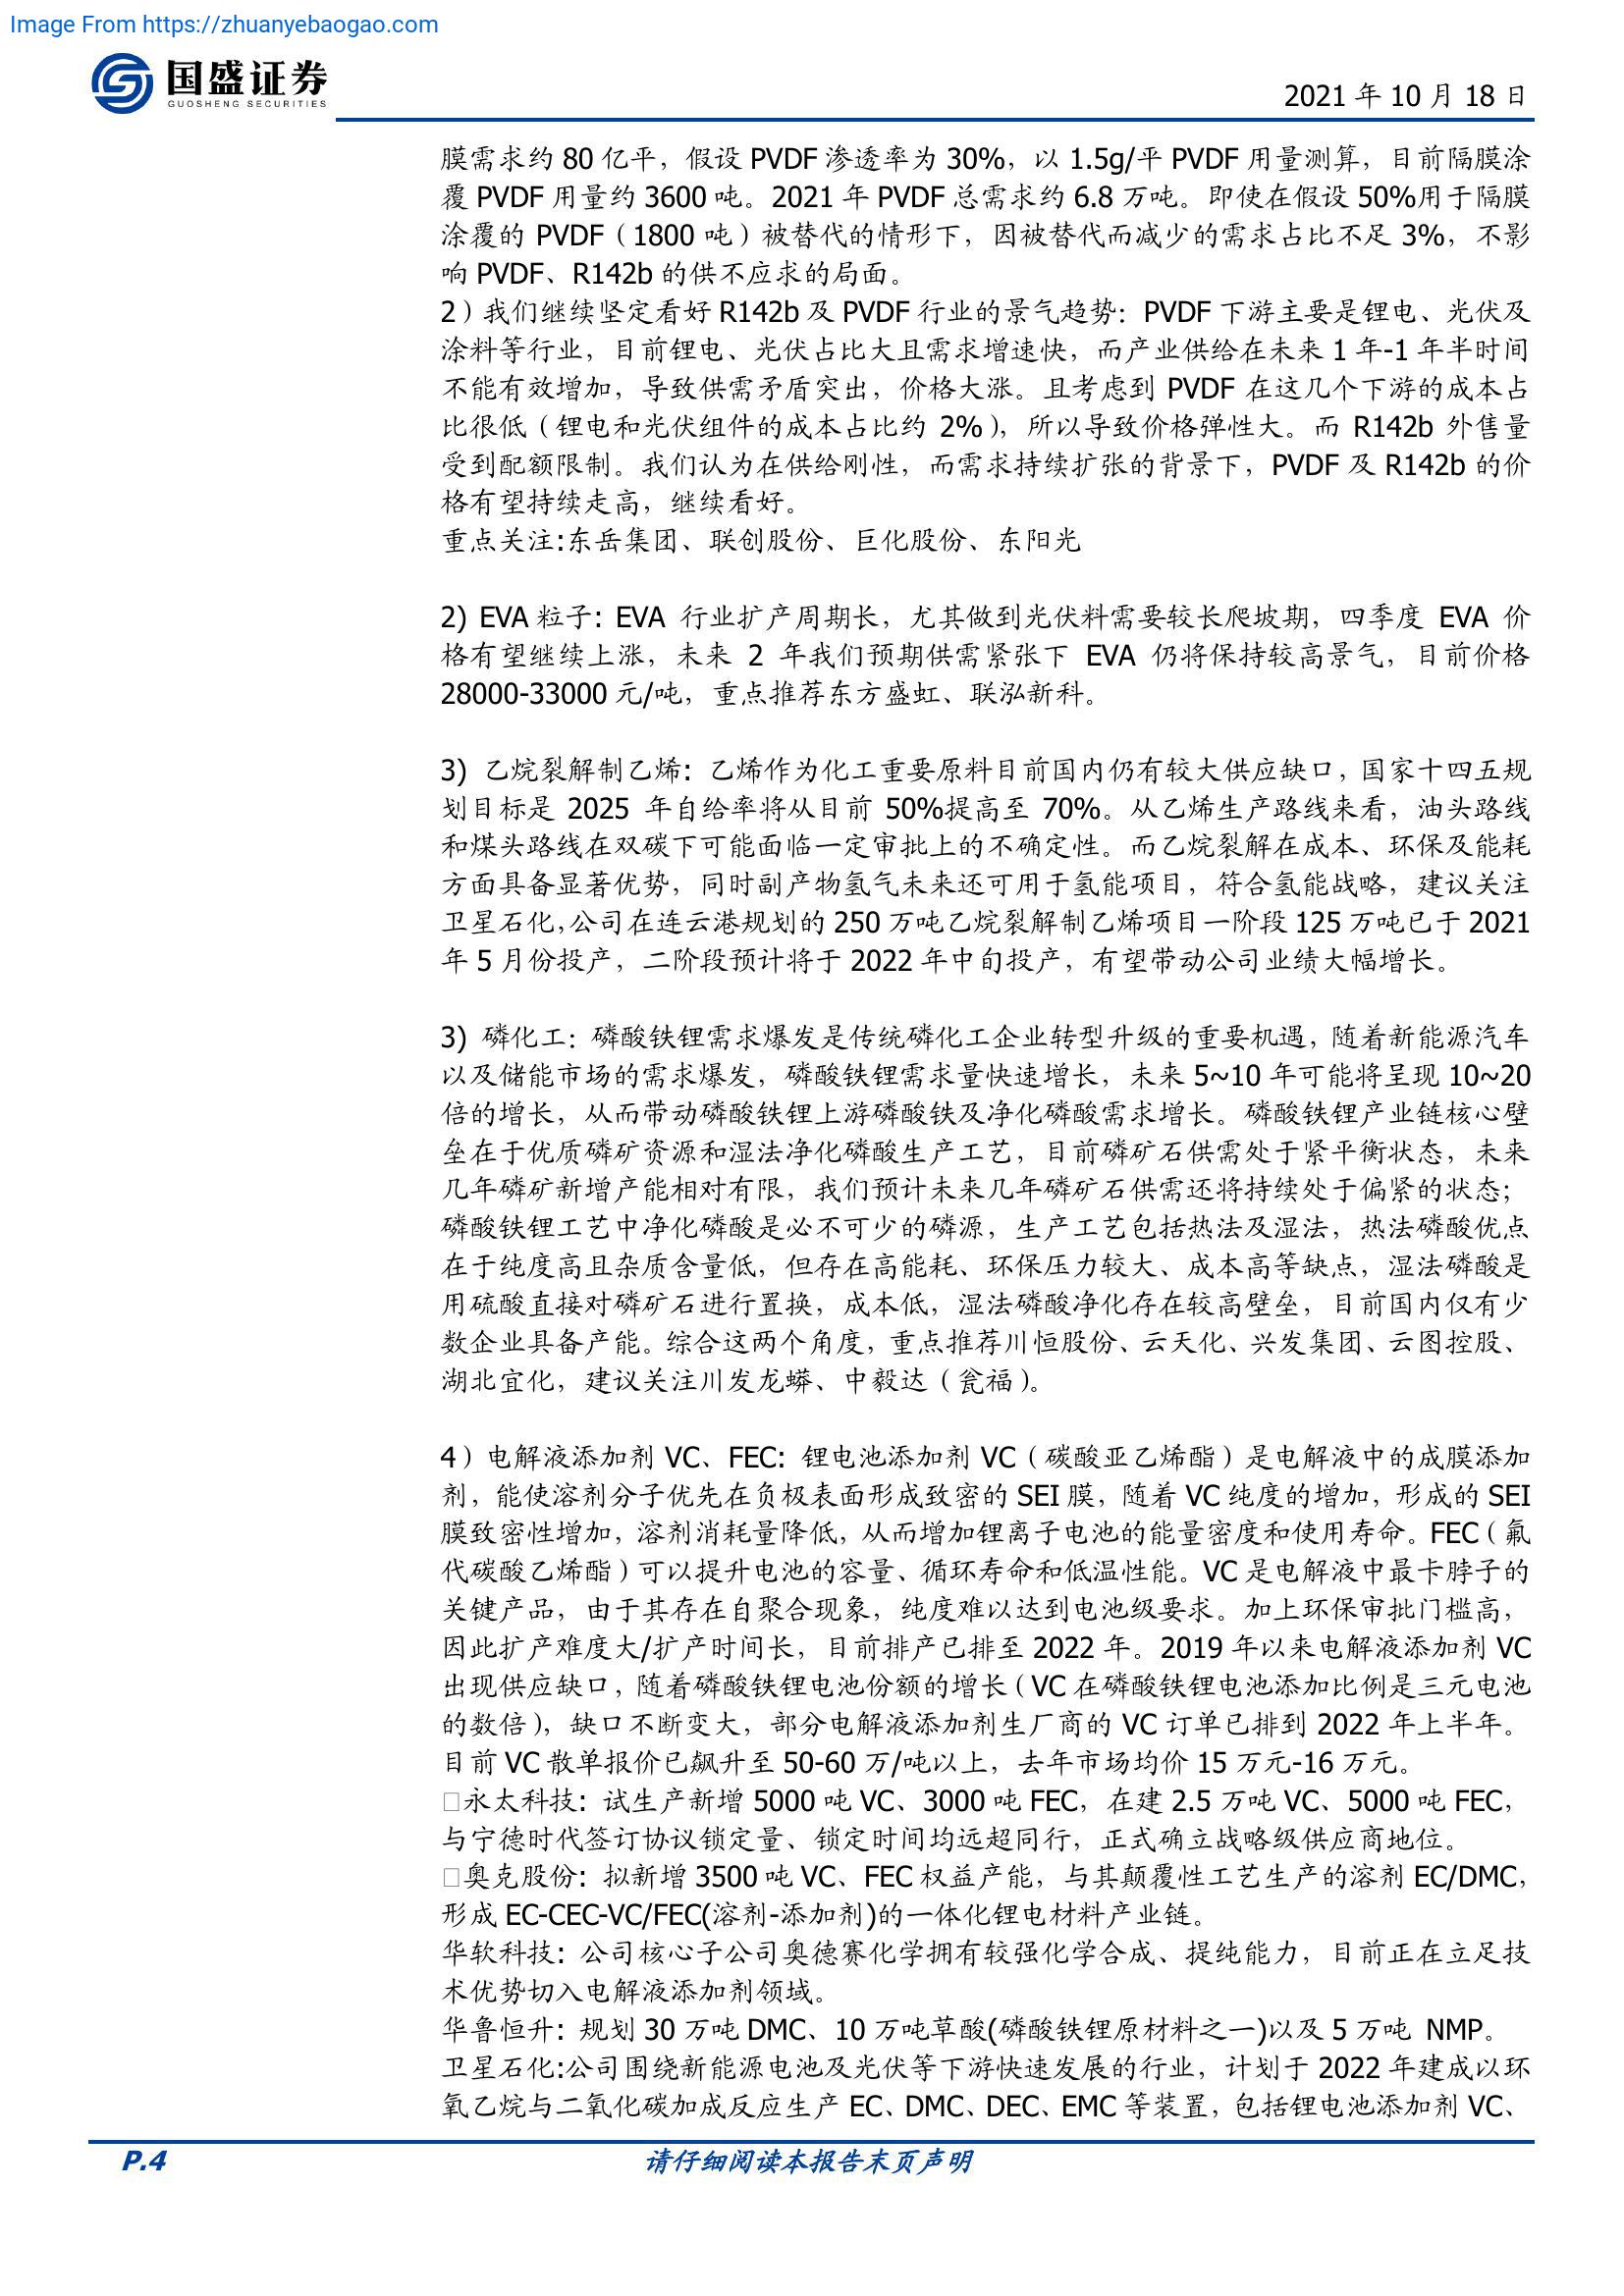 Image From https://zhuanyebaogao.com
国盛证券
GUOSHENG SECURITIES
2021 年 10 月 18 日
膜需求约 80 亿平，假设 PVDF 渗透率为 30%，以 1.5g/平 PVDF 用量测算，目前隔膜涂
覆 PVDF 用量约 3600 吨。2021 年 PVDF 总需求约 6.8 万吨。即使在假设 50%用于隔膜
涂覆的 PVDF（1800 吨）被替代的情形下，因被替代而减少的需求占比不足 3%，不影
响 PVDF、R142b 的供不应求的局面。
2）我们继续坚定看好 R142b 及 PVDF 行业的景气趋势：PVDF 下游主要是锂电、光伏及
涂料等行业，目前锂电、光伏占比大且需求增速快，而产业供给在未来 1 年-1 年半时间
不能有效增加，导致供需矛盾突出，价格大涨。且考虑到 PVDF 在这几个下游的成本占
比很低（锂电和光伏组件的成本占比约 2%），所以导致价格弹性大。而 R142b 外售量
受到配额限制。我们认为在供给刚性，而需求持续扩张的背景下，PVDF 及 R142b 的价
格有望持续走高，继续看好。
重点关注:东岳集团、联创股份、巨化股份、东阳光
2) EVA 粒子: EVA 行业扩产周期长，尤其做到光伏料需要较长爬坡期，四季度 EVA 价
格有望继续上涨，未来 2 年我们预期供需紧张下 EVA 仍将保持较高景气，目前价格
28000-33000 元/吨，重点推荐东方盛虹、联泓新科。
3) 乙烷裂解制乙烯: 乙烯作为化工重要原料目前国内仍有较大供应缺口，国家十四五规
划目标是 2025 年自给率将从目前 50%提高至 70%。从乙烯生产路线来看，油头路线
和煤头路线在双碳下可能面临一定审批上的不确定性。而乙烷裂解在成本、环保及能耗
方面具备显著优势，同时副产物氢气未来还可用于氢能项目，符合氢能战略，建议关注
卫星石化,公司在连云港规划的 250 万吨乙烷裂解制乙烯项目一阶段 125 万吨已于 2021
年 5 月份投产，二阶段预计将于 2022 年中旬投产，有望带动公司业绩大幅增长。
3) 磷化工: 磷酸铁锂需求爆发是传统磷化工企业转型升级的重要机遇，随着新能源汽车
以及储能市场的需求爆发，磷酸铁锂需求量快速增长，未来 5~10 年可能将呈现 10~20
倍的增长，从而带动磷酸铁锂上游磷酸铁及净化磷酸需求增长。磷酸铁锂产业链核心壁
垒在于优质磷矿资源和湿法净化磷酸生产工艺，目前磷矿石供需处于紧平衡状态，未来
几年磷矿新增产能相对有限，我们预计未来几年磷矿石供需还将持续处于偏紧的状态；
磷酸铁锂工艺中净化磷酸是必不可少的磷源，生产工艺包括热法及湿法，热法磷酸优点
在于纯度高且杂质含量低，但存在高能耗、环保压力较大、成本高等缺点，湿法磷酸是
用硫酸直接对磷矿石进行置换，成本低，湿法磷酸净化存在较高壁垒，目前国内仅有少
数企业具备产能。综合这两个角度，重点推荐川恒股份、云天化、兴发集团、云图控股、
湖北宜化，建议关注川发龙蟒、中毅达（瓮福）。
4）电解液添加剂 VC、FEC: 锂电池添加剂 VC（碳酸亚乙烯酯）是电解液中的成膜添加
剂，能使溶剂分子优先在负极表面形成致密的 SEI 膜，随着 VC 纯度的增加，形成的 SEI
膜致密性增加，溶剂消耗量降低，从而增加锂离子电池的能量密度和使用寿命。FEC（氟
代碳酸乙烯酯）可以提升电池的容量、循环寿命和低温性能。VC 是电解液中最卡脖子的
关键产品，由于其存在自聚合现象，纯度难以达到电池级要求。加上环保审批门槛高，
因此扩产难度大/扩产时间长，目前排产已排至 2022 年。2019 年以来电解液添加剂 VC
出现供应缺口，随着磷酸铁锂电池份额的增长（VC 在磷酸铁锂电池添加比例是三元电池
的数倍），缺口不断变大，部分电解液添加剂生厂商的 VC 订单已排到 2022 年上半年。
目前 VC 散单报价已飙升至 50-60 万/吨以上，去年市场均价 15 万元-16 万元。
□永太科技: 试生产新增 5000 吨 VC、3000 吨 FEC，在建 2.5 万吨 VC、5000 吨 FEC，
与宁德时代签订协议锁定量、锁定时间均远超同行，正式确立战略级供应商地位。
□奥克股份: 拟新增 3500 吨 VC、FEC 权益产能，与其颠覆性工艺生产的溶剂 EC/DMC，
形成 EC-CEC-VC/FEC(溶剂-添加剂)的一体化锂电材料产业链。
华软科技: 公司核心子公司奥德赛化学拥有较强化学合成、提纯能力，目前正在立足技
术优势切入电解液添加剂领域。
华鲁恒升: 规划 30 万吨 DMC、10 万吨草酸(磷酸铁锂原材料之一)以及 5 万吨 NMP。
卫星石化:公司围绕新能源电池及光伏等下游快速发展的行业，计划于 2022 年建成以环
氧乙烷与二氧化碳加成反应生产 EC、DMC、DEC、EMC 等装置，包括锂电池添加剂 VC、
P.4
请仔细阅读本报告末页声明